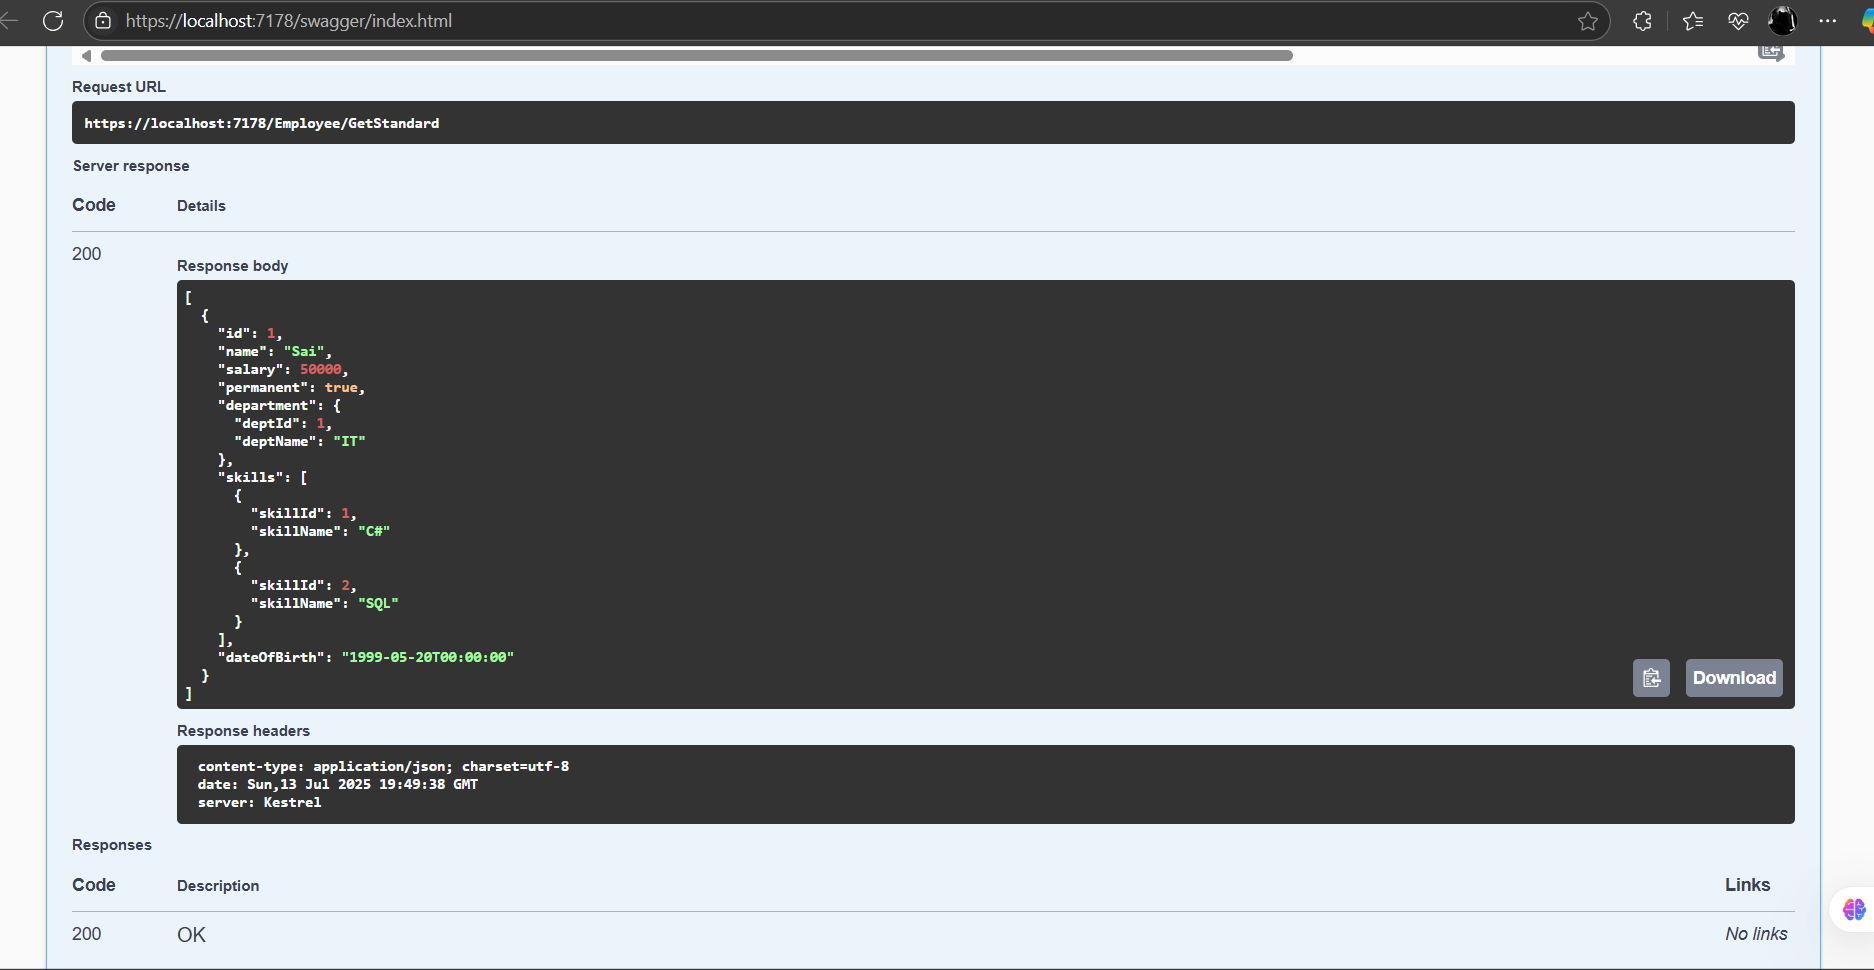 https://localhost:7178/swagger/index.html
Request URL
https://localhost:7178/Employee/GetStandard
Server response
Code Details
200
Response body
[
  {
    "id": 1,
    "name": "Sai",
    "salary": 50000,
    "permanent": true,
    "department": {
      "deptId": 1,
      "deptName": "IT"
    },
    "skills": [
      {
        "skillId": 1,
        "skillName": "C#"
      },
      {
        "skillId": 2,
        "skillName": "SQL"
      }
    ],
    "dateOfBirth": "1999-05-20T00:00:00"
  }
]
Download
Response headers
content-type: application/json; charset=utf-8
date: Sun,13 Jul 2025 19:49:38 GMT
server: Kestrel
Responses
Code Description Links
200 OK No links